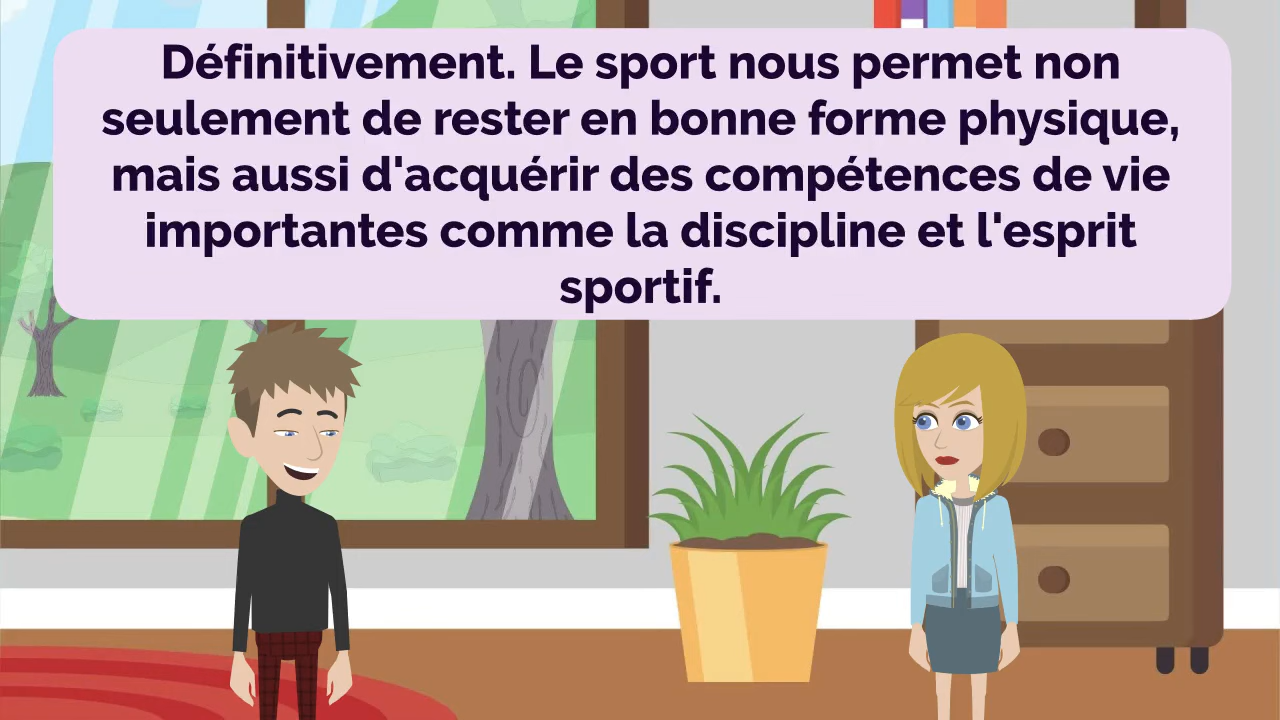 Définitivement. Le sport nous permet non
seulement de rester en bonne forme physique,
mais aussi d'acquérir des compétences de vie
importantes comme la discipline et l'esprit
sportif.